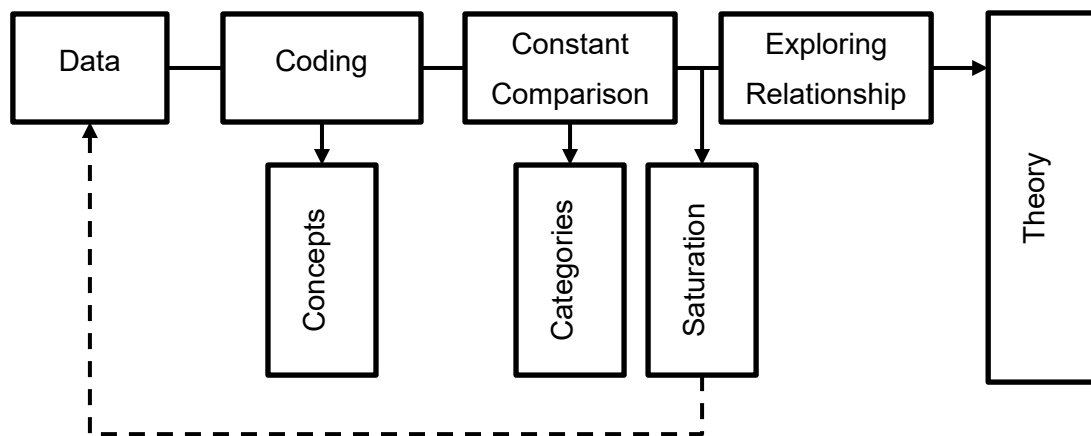 Data
Coding
Constant
Comparison
Exploring
Relationship
Concepts
Categories
Saturation
Theory